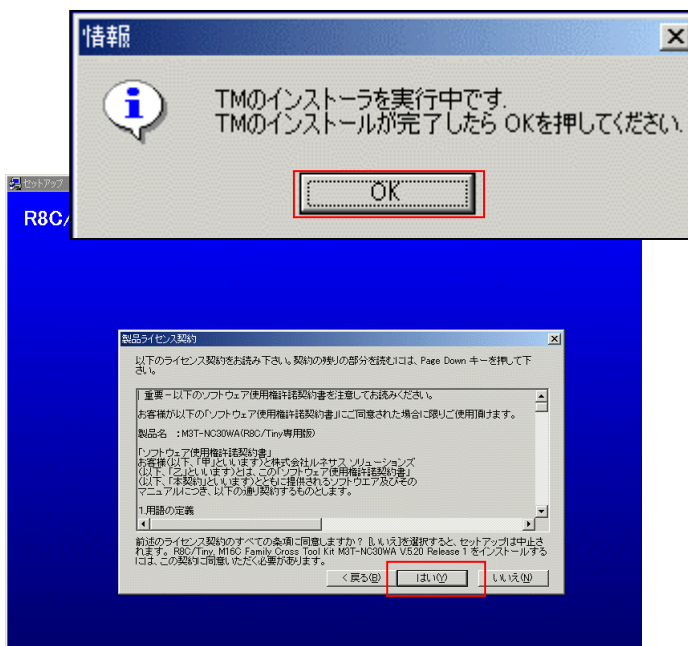 情報
TMのインストーラを実行中です.
TMのインストールが完了したら OKを押してください.
OK
セットアップ
R8C/
製品ライセンス契約
以下のライセンス契約をお読み下さい。契約の残りの部分を読むには、Page Down キーを押して下
さい。
重要－以下のソフトウェア使用権許諾契約書を注意してお読みください。
お客様が以下の「ソフトウェア使用権許諾契約書」にご同意された場合に限りご使用頂けます。
製品名 ：M3T-NC30WA(R8C/Tiny専用版)
「ソフトウェア使用権許諾契約書」
お客様(以下、「甲」といいます)と株式会社ルネサス ソリューションズ
(以下、「乙」といいます)とは、この「ソフトウェア使用権許諾契約書」
(以下、「本契約」といいます)とともに提供されるソフトウエア及びその
マニュアルにつき、以下の通り契約するものとします。
1.用語の定義
前述のライセンス契約のすべての条項に同意しますか？ [いいえ]を選択すると、セットアップは中止さ
れます。 R8C/Tiny, M16C Family Cross Tool Kit M3T-NC30WA V.5.20 Release 1 をインストールする
には、この契約に同意いただく必要があります。
< 戻る(B)
はい(Y)
いいえ(N)